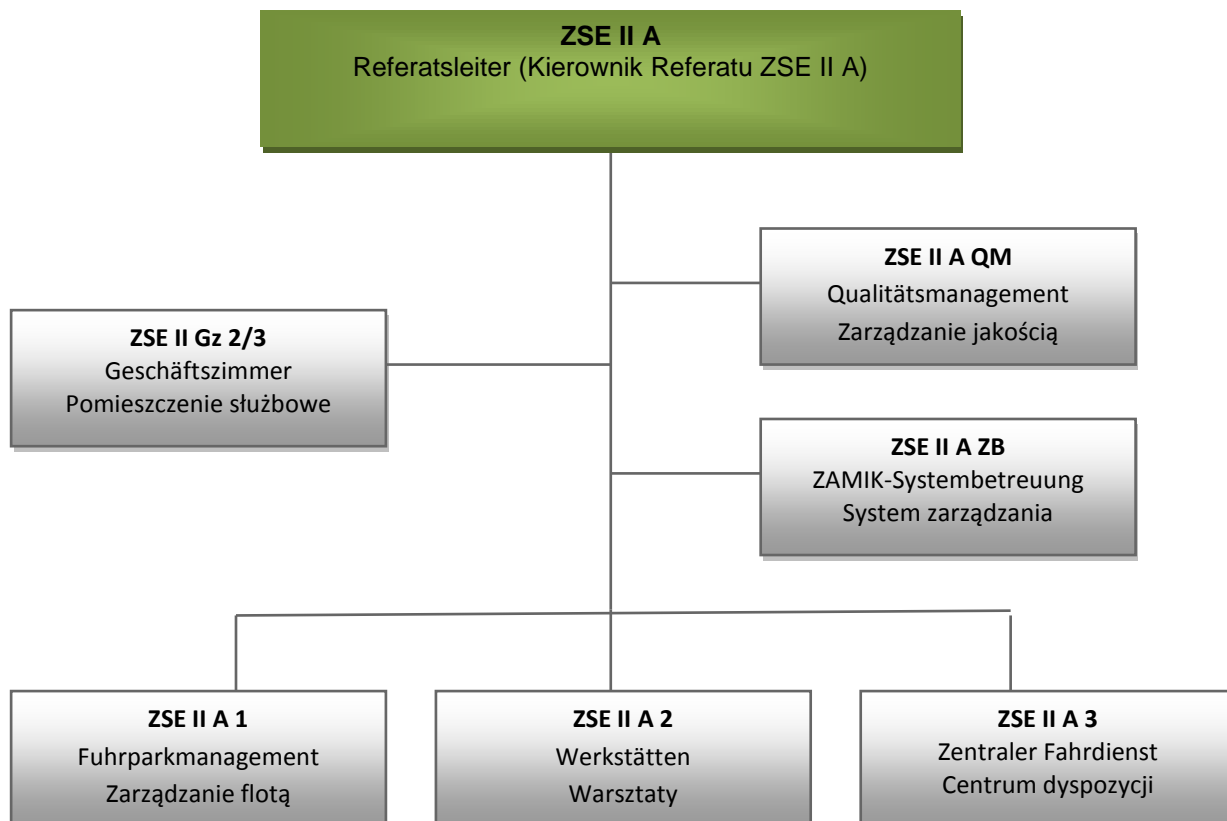 ZSE II A
Referatsleiter (Kierownik Referatu ZSE II A)
ZSE II A QM
Qualitätsmanagement
Zarządzanie jakością
ZSE II Gz 2/3
Geschäftszimmer
Pomieszczenie służbowe
ZSE II A ZB
ZAMIK-Systembetreuung
System zarządzania
ZSE II A 1
Fuhrparkmanagement
Zarządzanie flotą
ZSE II A 2
Werkstätten
Warsztaty
ZSE II A 3
Zentraler Fahrdienst
Centrum dyspozycji